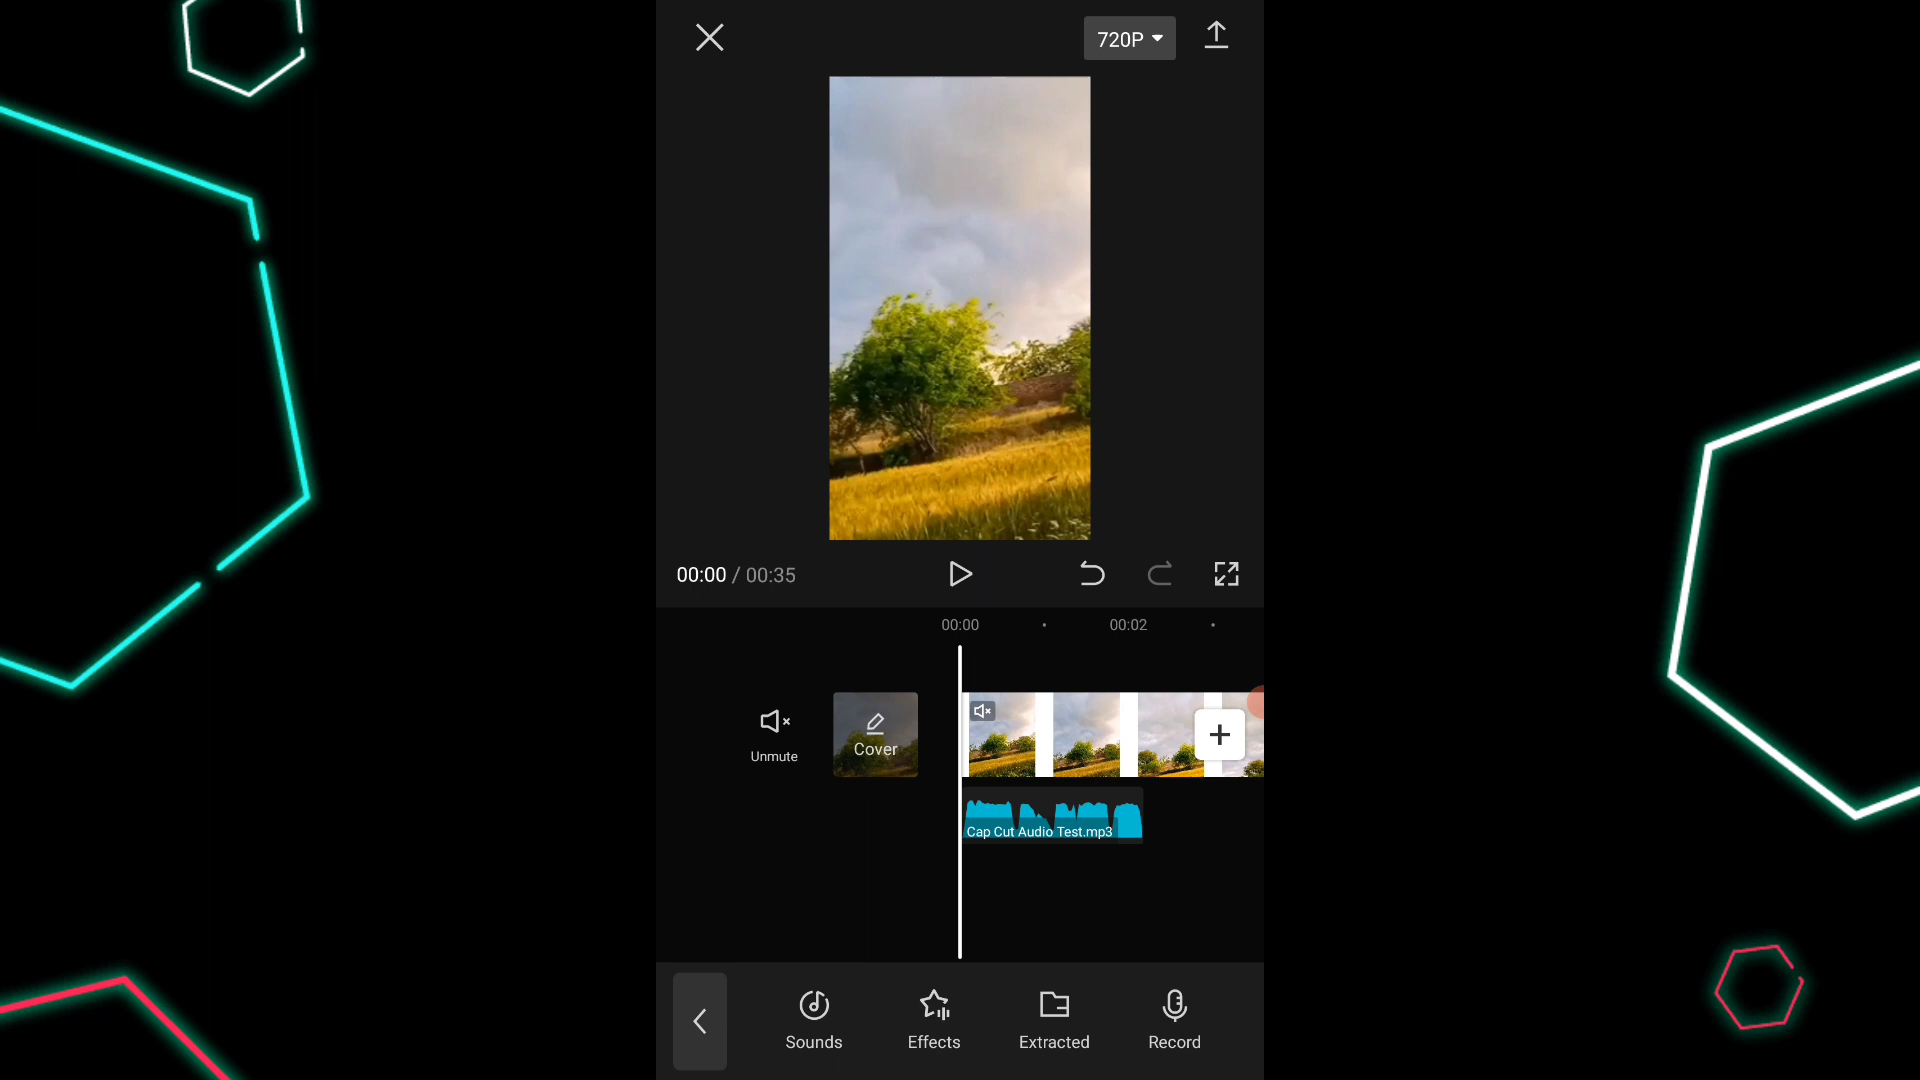 720P
00:00 / 00:35
00:00
00:02
Unmute
Cover
Cap Cut Audio Test.mp3
Sounds
Effects
Extracted
Record